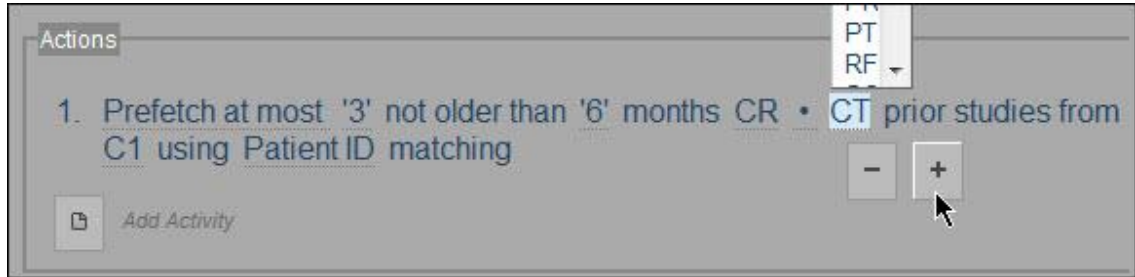 Actions
PT
RF
1. Prefetch at most '3' not older than '6' months CR • CT prior studies from
C1 using Patient ID matching
− +
Add Activity